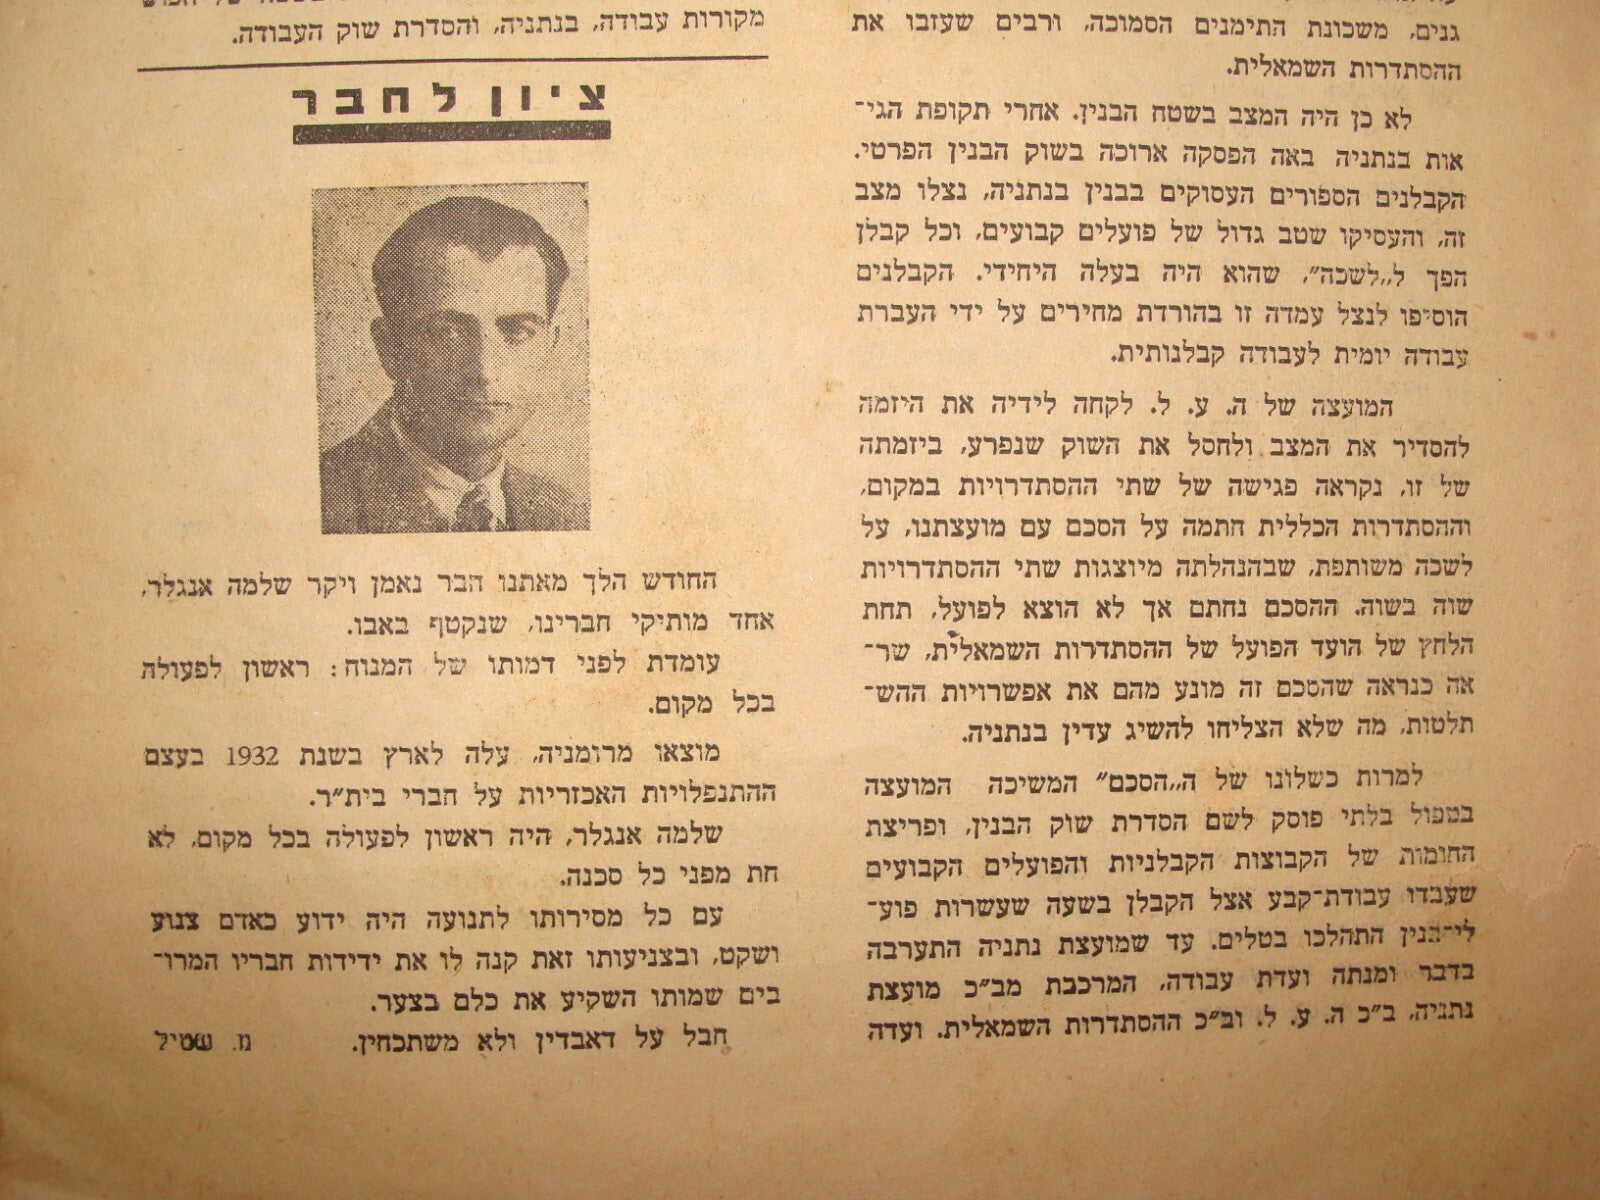 גנים, משכונת התימנים הסמוכה, ורבים שעזבו את
ההסתדרות השמאלית.
לא כן היה המצב בשטח הבנין. אחרי תקופת הגי־
אות בנתניה באה הפסקה ארוכה בשוק הבנין הפרטי.
הקבלנים הספורים העסוקים בבנין בנתניה, נצלו מצב
זה, והעסיקו שטב גדול של פועלים קבועים, וכל קבלן
הפך ל„לשכה״, שהוא היה בעלה היחידי. הקבלנים
הוסיפו לנצל עמדה זו בהורדת מחירים על ידי העברת
עבודה יומית לעבודה קבלנותית.
המועצה של ה. ע. ל. לקחה לידיה את היזמה
להסדיר את המצב ולחסל את השוק שנפרע, ביזמתה
של זו, נקראה פגישה של שתי ההסתדרויות במקום,
וההסתדרות הכללית חתמה על הסכם עם מועצתנו, על
לשכה משותפת, שבהנהלתה מיוצגות שתי ההסתדרויות
שוה בשוה. ההסכם נחתם אך לא הוצא לפועל, תחת
הלחץ של הועד הפועל של ההסתדרות השמאלית, שר־
אה כנראה שהסכם זה מונע מהם את אפשרויות ההש־
תלטות, מה שלא הצליחו להשיג עדין בנתניה.
למרות כשלונו של ה„הסכם״ המשיכה המועצה
בטפול בלתי פוסק לשם הסדרת שוק הבנין, ופריצת
החומות של הקבוצות הקבלניות והפועלים הקבועים
שעבדו עבודת־קבע אצל הקבלן בשעה שעשרות פוע־
לי־בנין התהלכו בטלים. עד שמועצת נתניה התערבה
בדבר ומנתה ועדת עבודה, המרכבת מב״כ מועצת
נתניה, ב״כ ה. ע. ל. וב״כ ההסתדרות השמאלית. ועדה
מקורות עבודה, בנתניה, והסדרת שוק העבודה.
ציון לחבר
החודש הלך מאתנו חבר נאמן ויקר שלמה אנגלר,
אחד מותיקי חברינו, שנקטף באבו.
עומדת לפני דמותו של המנוח: ראשון לפעולה
בכל מקום.
מוצאו מרומניה, עלה לארץ בשנת 1932 בעצם
ההתנפלויות האכזריות על חברי בית״ר.
שלמה אנגלר, היה ראשון לפעולה בכל מקום, לא
חת מפני כל סכנה.
עם כל מסירותו לתנועה היה ידוע כאדם צנוע
ושקט, ובצניעותו זאת קנה לו את ידידות חבריו המרו־
בים שמותו השקיע את כלם בצער.
חבל על דאבדין ולא משתכחין.